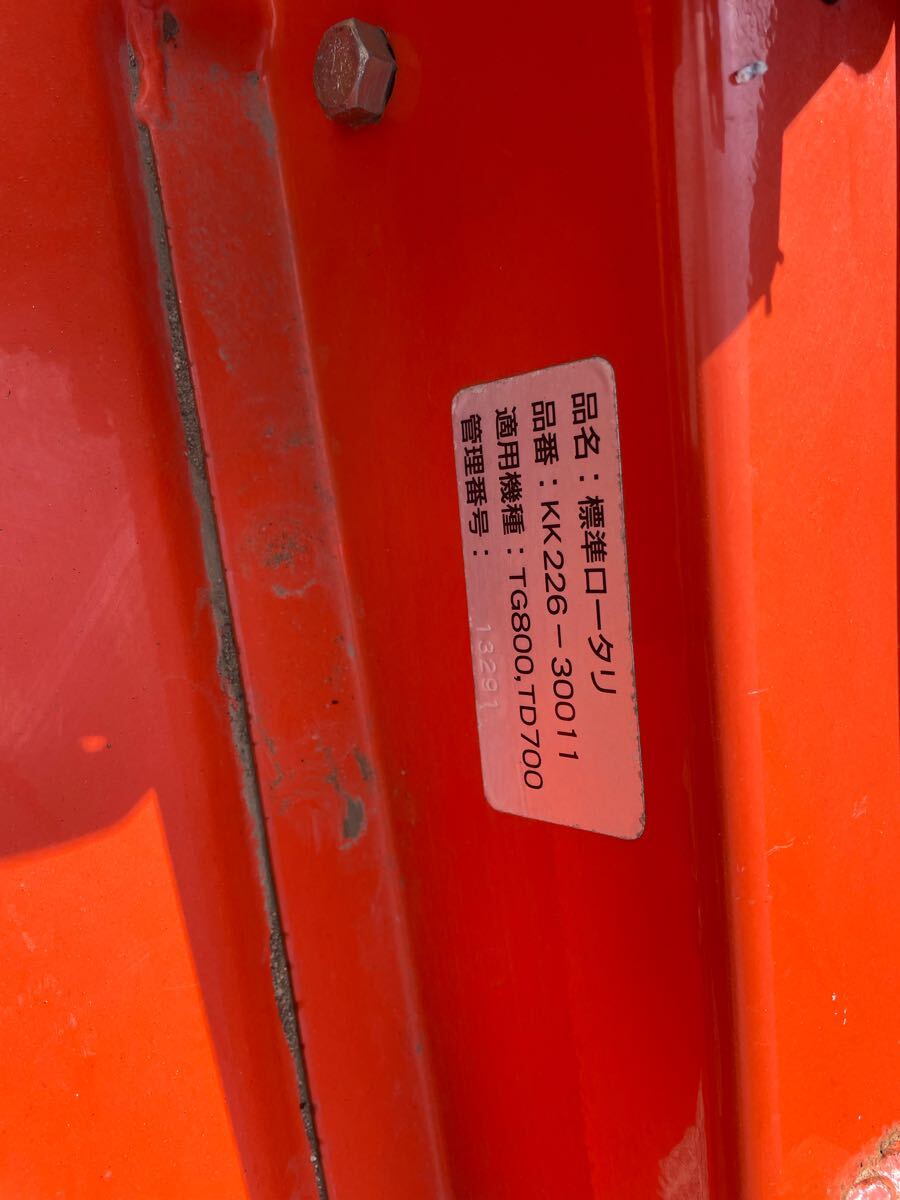 品名：標準ロータリ
品番：KK226－30011
適用機種：TG800,TD700
管理番号：13291